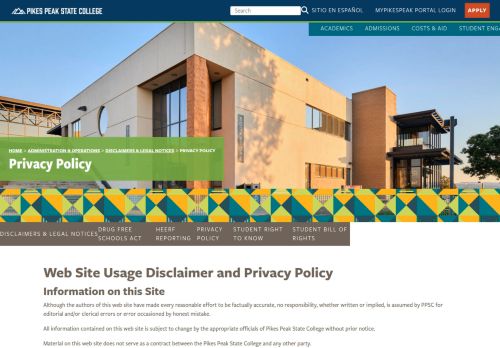 PIKES PEAK STATE COLLEGE
Search
SITIO EN ESPAÑOL
MYPIKESPEAK PORTAL LOGIN
APPLY
ACADEMICS
ADMISSIONS
COSTS & AID
STUDENT ENGA
HOME > ADMINISTRATION & OPERATIONS > DISCLAIMERS & LEGAL NOTICES > PRIVACY POLICY
Privacy Policy
DISCLAIMERS & LEGAL NOTICES
DRUG FREE
SCHOOLS ACT
HEERF
REPORTING
PRIVACY
POLICY
STUDENT RIGHT
TO KNOW
STUDENT BILL OF
RIGHTS
Web Site Usage Disclaimer and Privacy Policy
Information on this Site
Although the authors of this web site have made every reasonable effort to be factually accurate, no responsibility, whether written or implied, is assumed by PPSC for
editorial and/or clerical errors or error occasioned by honest mistake.
All information contained on this web site is subject to change by the appropriate officials of Pikes Peak State College without prior notice.
Material on this web site does not serve as a contract between the Pikes Peak State College and any other party.